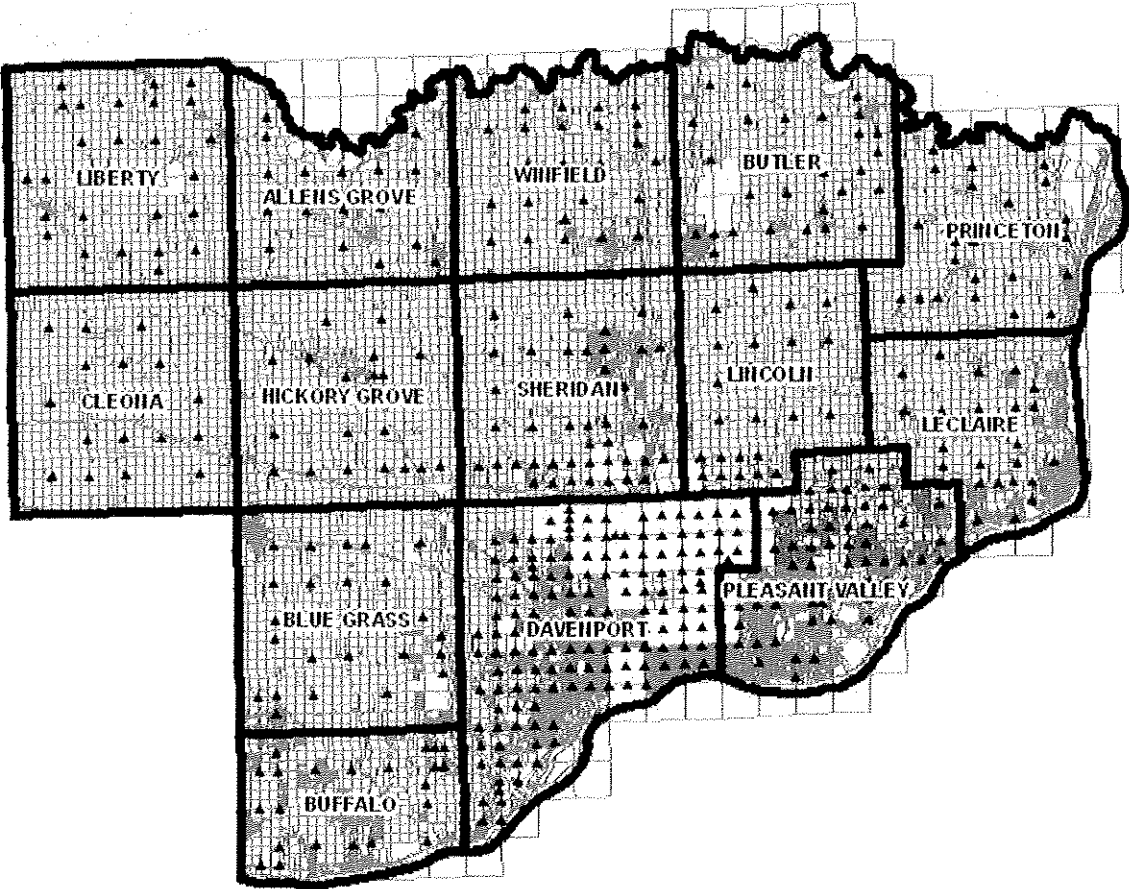 BUTLER
LIBERTY
WINFIELD
ALLENS GROVE
PRINCETON
LINCOLN
SHERIDAN
HICKORY GROVE
CLEONA
LECLAIRE
PLEASANT VALLEY
BLUE GRASS
DAVENPORT
BUFFALO